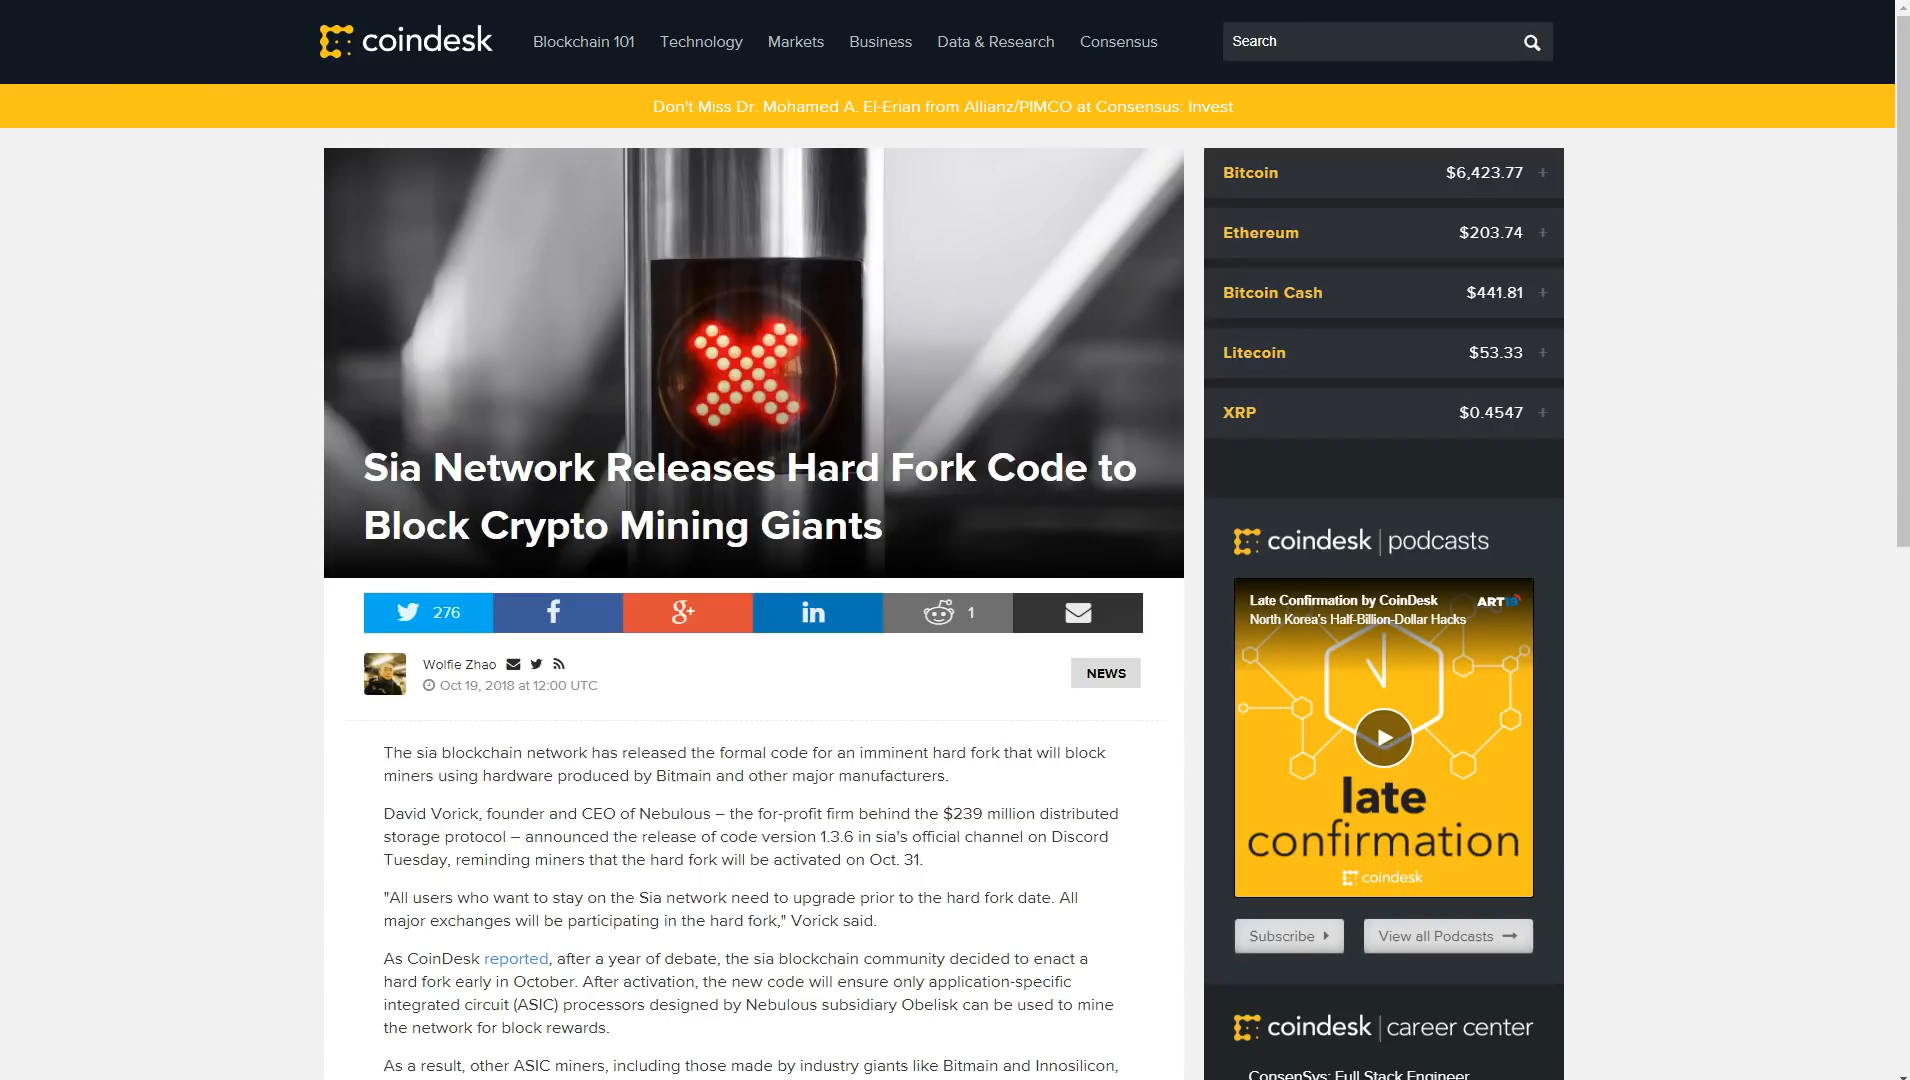 coindesk
Blockchain 101 Technology Markets Business Data & Research Consensus
Search
Don't Miss Dr. Mohamed A. El-Erian from Allianz/PIMCO at Consensus: Invest
Sia Network Releases Hard Fork Code to
Block Crypto Mining Giants
276
g+
in
1
Wolfie Zhao
Oct 19, 2018 at 12:00 UTC
NEWS
The sia blockchain network has released the formal code for an imminent hard fork that will block
miners using hardware produced by Bitmain and other major manufacturers.
David Vorick, founder and CEO of Nebulous – the for-profit firm behind the $239 million distributed
storage protocol – announced the release of code version 1.3.6 in sia's official channel on Discord
Tuesday, reminding miners that the hard fork will be activated on Oct. 31.
"All users who want to stay on the Sia network need to upgrade prior to the hard fork date. All
major exchanges will be participating in the hard fork," Vorick said.
As CoinDesk reported, after a year of debate, the sia blockchain community decided to enact a
hard fork early in October. After activation, the new code will ensure only application-specific
integrated circuit (ASIC) processors designed by Nebulous subsidiary Obelisk can be used to mine
the network for block rewards.
As a result, other ASIC miners, including those made by industry giants like Bitmain and Innosilicon,
Bitcoin $6,423.77 +
Ethereum $203.74 +
Bitcoin Cash $441.81 +
Litecoin $53.33 +
XRP $0.4547 +
coindesk | podcasts
Late Confirmation by CoinDesk ART19
North Korea's Half-Billion-Dollar Hacks
late
confirmation
coindesk
Subscribe
View all Podcasts
coindesk | career center
ConsenSys: Full Stack Engineer